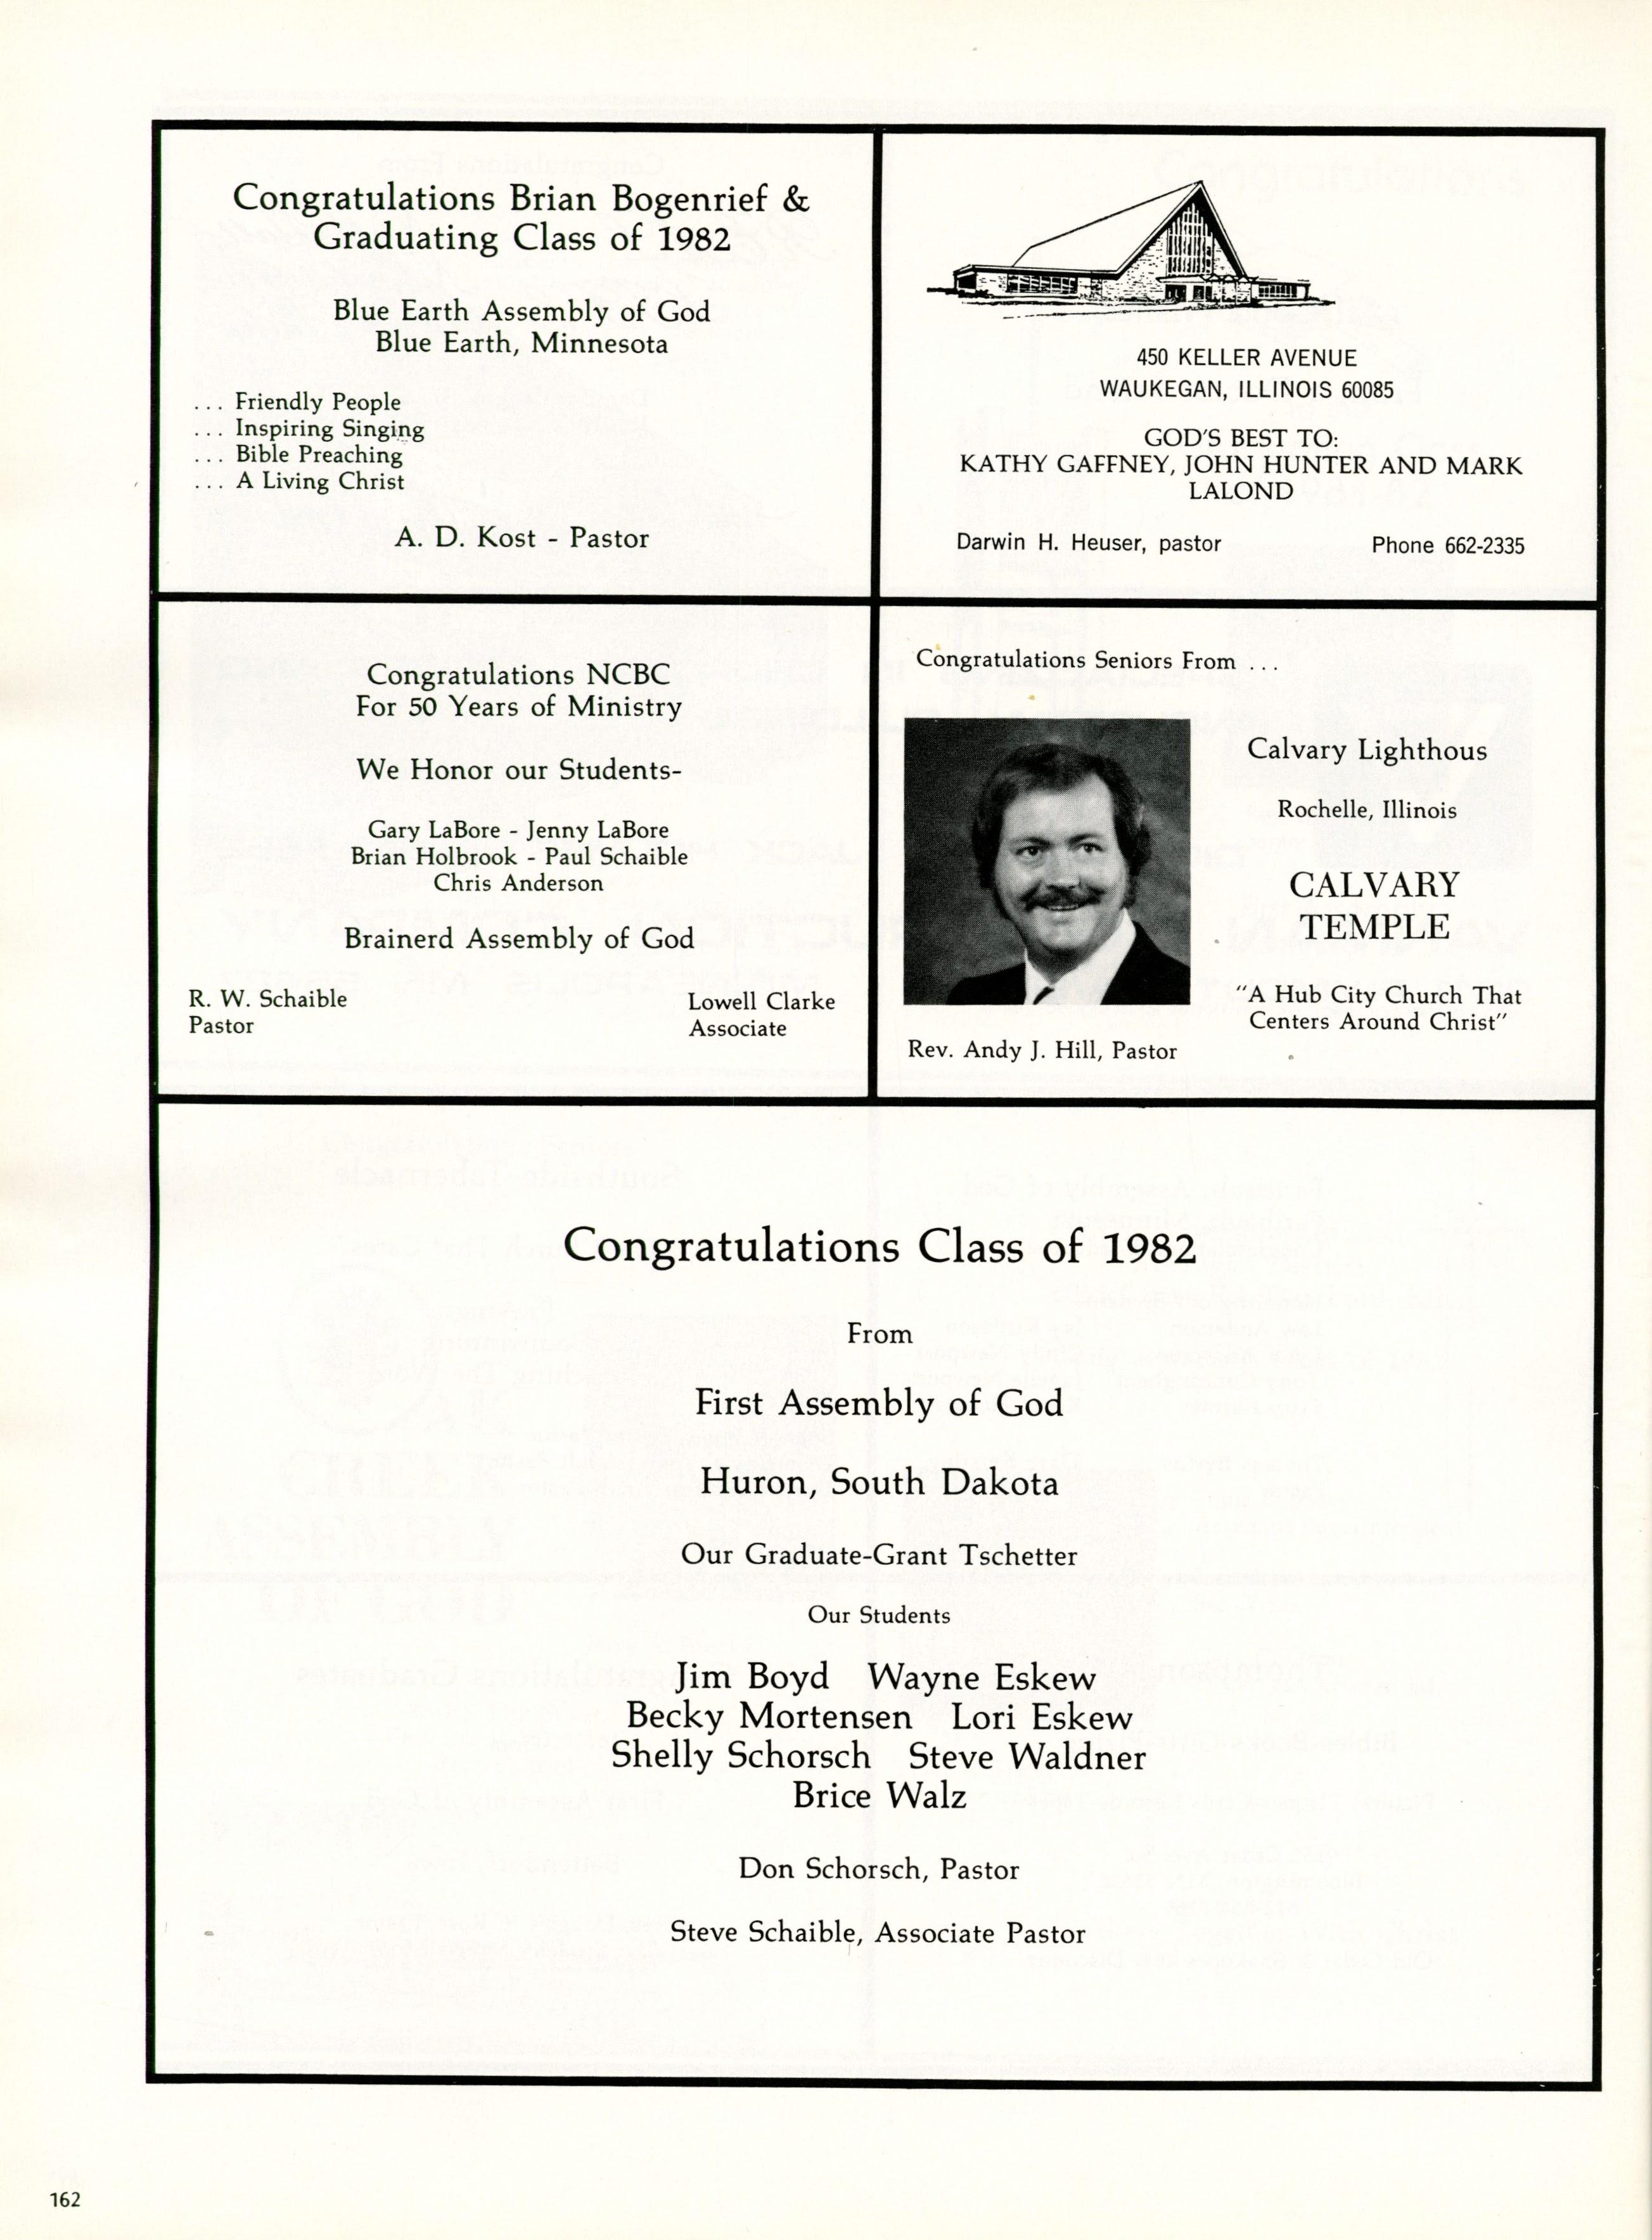 Congratulations Brian Bogenrief &
Graduating Class of 1982
Blue Earth Assembly of God
Blue Earth, Minnesota
... Friendly People
... Inspiring Singing
... Bible Preaching
... A Living Christ
A. D. Kost - Pastor
450 KELLER AVENUE
WAUKEGAN, ILLINOIS 60085
GOD'S BEST TO:
KATHY GAFFNEY, JOHN HUNTER AND MARK
LALOND
Darwin H. Heuser, pastor Phone 662-2335
Congratulations NCBC
For 50 Years of Ministry
We Honor our Students-
Gary LaBore - Jenny LaBore
Brian Holbrook - Paul Schaible
Chris Anderson
Brainerd Assembly of God
R. W. Schaible Lowell Clarke
Pastor Associate
Congratulations Seniors From ...
Calvary Lighthous
Rochelle, Illinois
CALVARY
TEMPLE
"A Hub City Church That
Centers Around Christ"
Rev. Andy J. Hill, Pastor
Congratulations Class of 1982
From
First Assembly of God
Huron, South Dakota
Our Graduate-Grant Tschetter
Our Students
Jim Boyd Wayne Eskew
Becky Mortensen Lori Eskew
Shelly Schorsch Steve Waldner
Brice Walz
Don Schorsch, Pastor
Steve Schaible, Associate Pastor
162